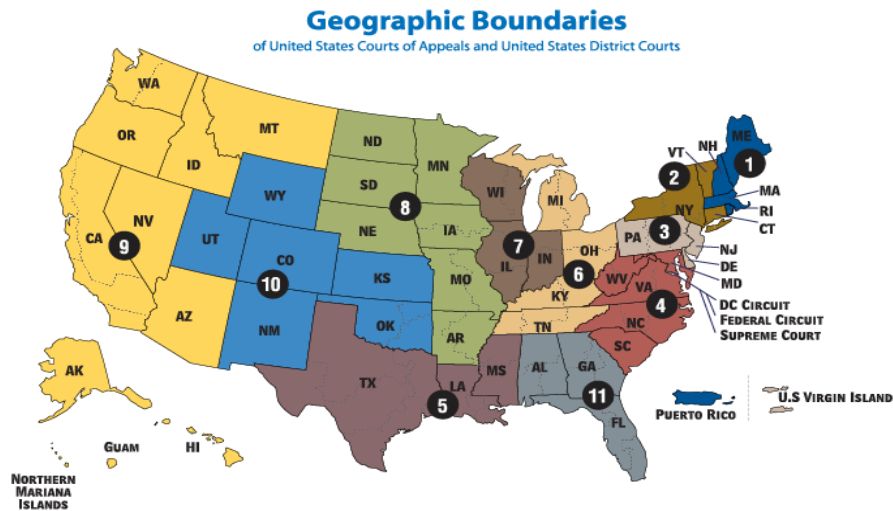 Geographic Boundaries
of United States Courts of Appeals and United States District Courts
WA
MT
ND
MN
OR
ID
SD
WI
MI
VT
NH
ME
1
2
MA
WY
8
NE
IA
NY
RI
CT
3
PA
NV
CA
9
UT
CO
10
7
IL
IN
OH
6
NJ
DE
MD
KS
MO
WV
VA
KY
4
DC CIRCUIT
FEDERAL CIRCUIT
SUPREME COURT
AZ
NM
OK
AR
TN
NC
SC
AK
TX
LA
MS
AL
GA
5
11
FL
PUERTO RICO
U.S VIRGIN ISLAND
GUAM
HI
NORTHERN
MARIANA
ISLANDS